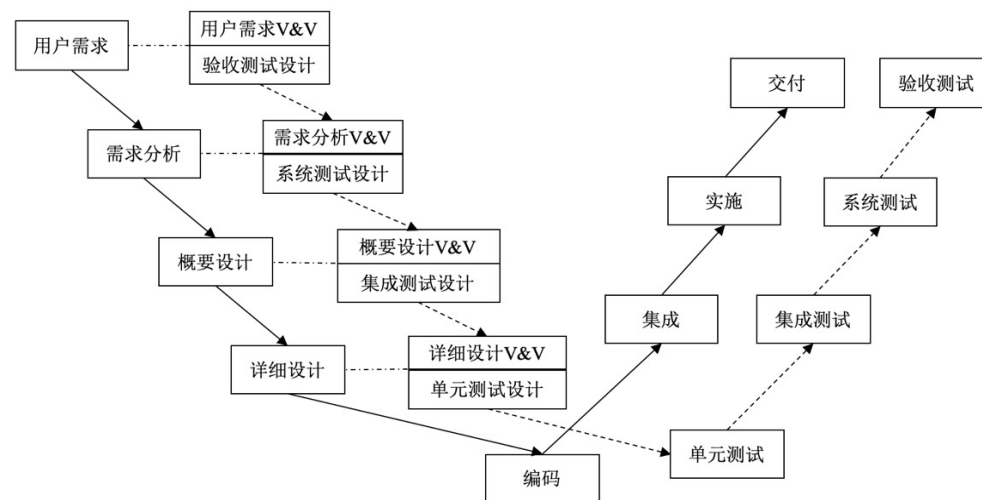 用户需求
用户需求V&V
验收测试设计
交付
验收测试
需求分析
需求分析V&V
系统测试设计
实施
系统测试
概要设计
概要设计V&V
集成测试设计
集成
集成测试
详细设计
详细设计V&V
单元测试设计
单元测试
编码